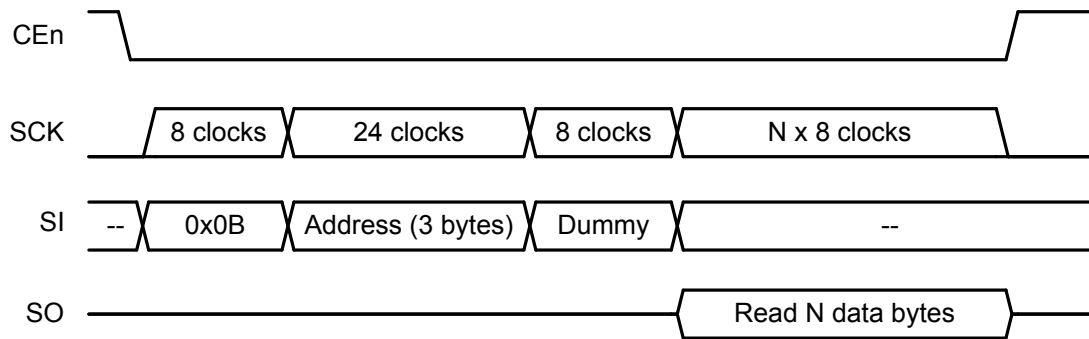 CEn
SCK 8 clocks 24 clocks 8 clocks N x 8 clocks
SI -- 0x0B Address (3 bytes) Dummy --
SO Read N data bytes